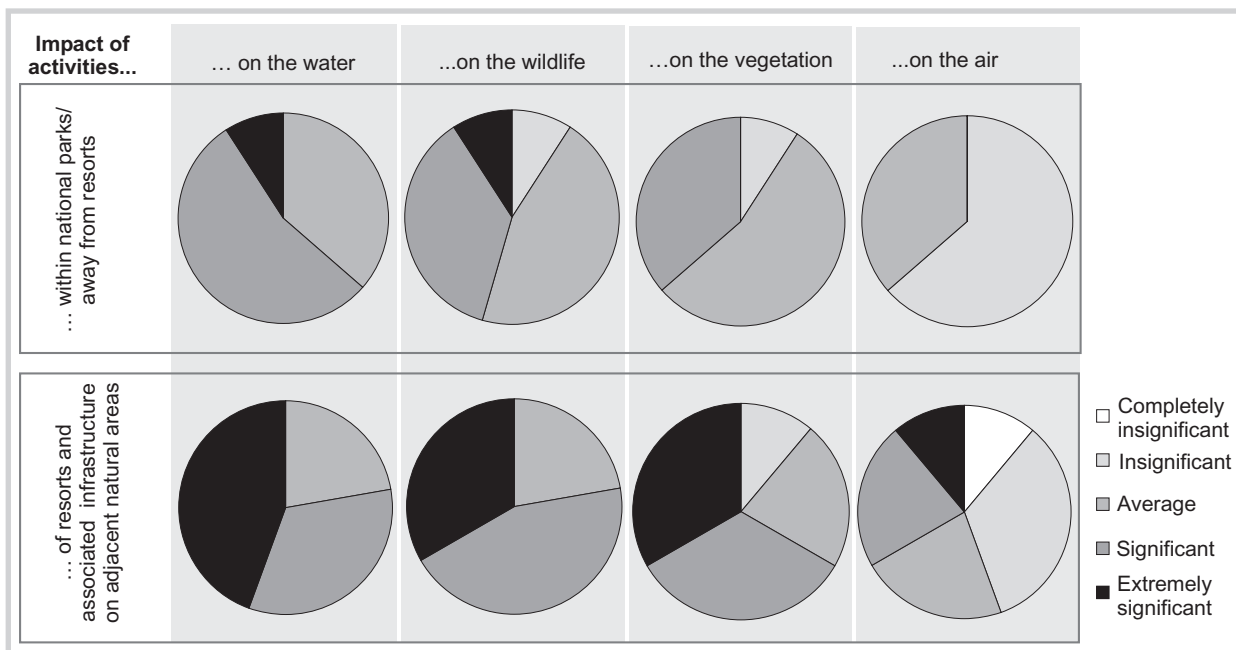 Impact of
activities...
… on the water
...on the wildlife
…on the vegetation
...on the air
… within national parks/
away from resorts
… of resorts and
associated infrastructure
on adjacent natural areas
Completely
insignificant
Insignificant
Average
Significant
Extremely
significant